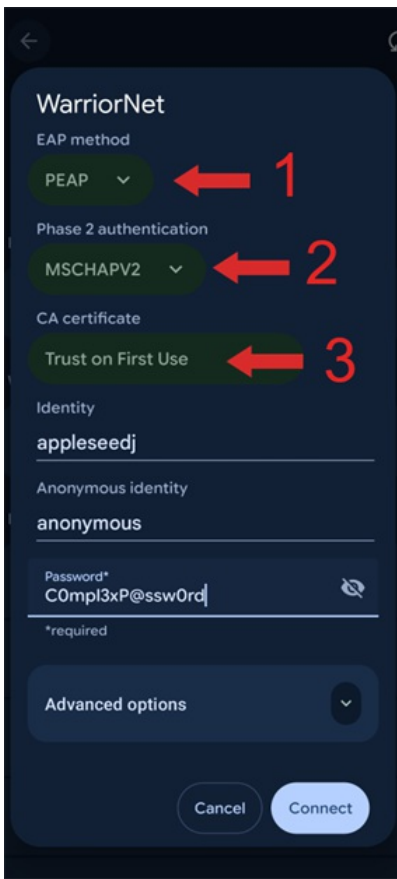 WarriorNet
EAP method
PEAP 1
Phase 2 authentication
MSCHAPV2 2
CA certificate
Trust on First Use 3
Identity
appleseedj
Anonymous identity
anonymous
Password*
C0mpl3xP@ssw0rd
*required
Advanced options
Cancel Connect